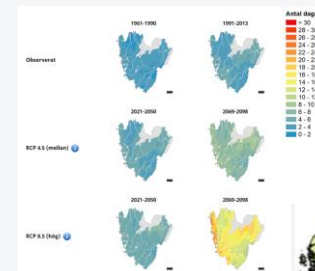 Antal dage
1961-1990
1991-2013
> 30
28 - 3
26 - 2
24 - 2
22 - 2
20 - 2
18 - 2
16 - 1
14 - 1
12 - 1
10 - 1
8 - 10
6 - 8
4 - 6
2 - 4
0 - 2
Observerat
2021-2050
2069-2098
RCP 4.5 (mellan)
2021-2050
2069-2098
RCP 8.5 (hög)